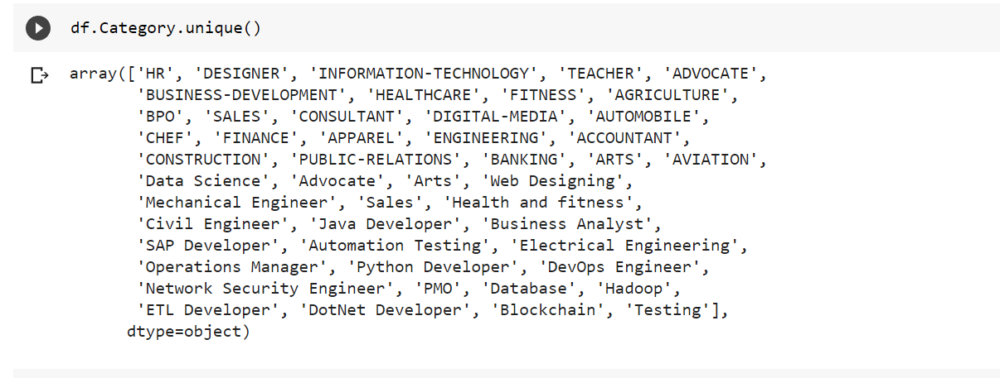 df.Category.unique()
array(['HR', 'DESIGNER', 'INFORMATION-TECHNOLOGY', 'TEACHER', 'ADVOCATE',
'BUSINESS-DEVELOPMENT', 'HEALTHCARE', 'FITNESS', 'AGRICULTURE',
'BPO', 'SALES', 'CONSULTANT', 'DIGITAL-MEDIA', 'AUTOMOBILE',
'CHEF', 'FINANCE', 'APPAREL', 'ENGINEERING', 'ACCOUNTANT',
'CONSTRUCTION', 'PUBLIC-RELATIONS', 'BANKING', 'ARTS', 'AVIATION',
'Data Science', 'Advocate', 'Arts', 'Web Designing',
'Mechanical Engineer', 'Sales', 'Health and fitness',
'Civil Engineer', 'Java Developer', 'Business Analyst',
'SAP Developer', 'Automation Testing', 'Electrical Engineering',
'Operations Manager', 'Python Developer', 'DevOps Engineer',
'Network Security Engineer', 'PMO', 'Database', 'Hadoop',
'ETL Developer', 'DotNet Developer', 'Blockchain', 'Testing'],
dtype=object)